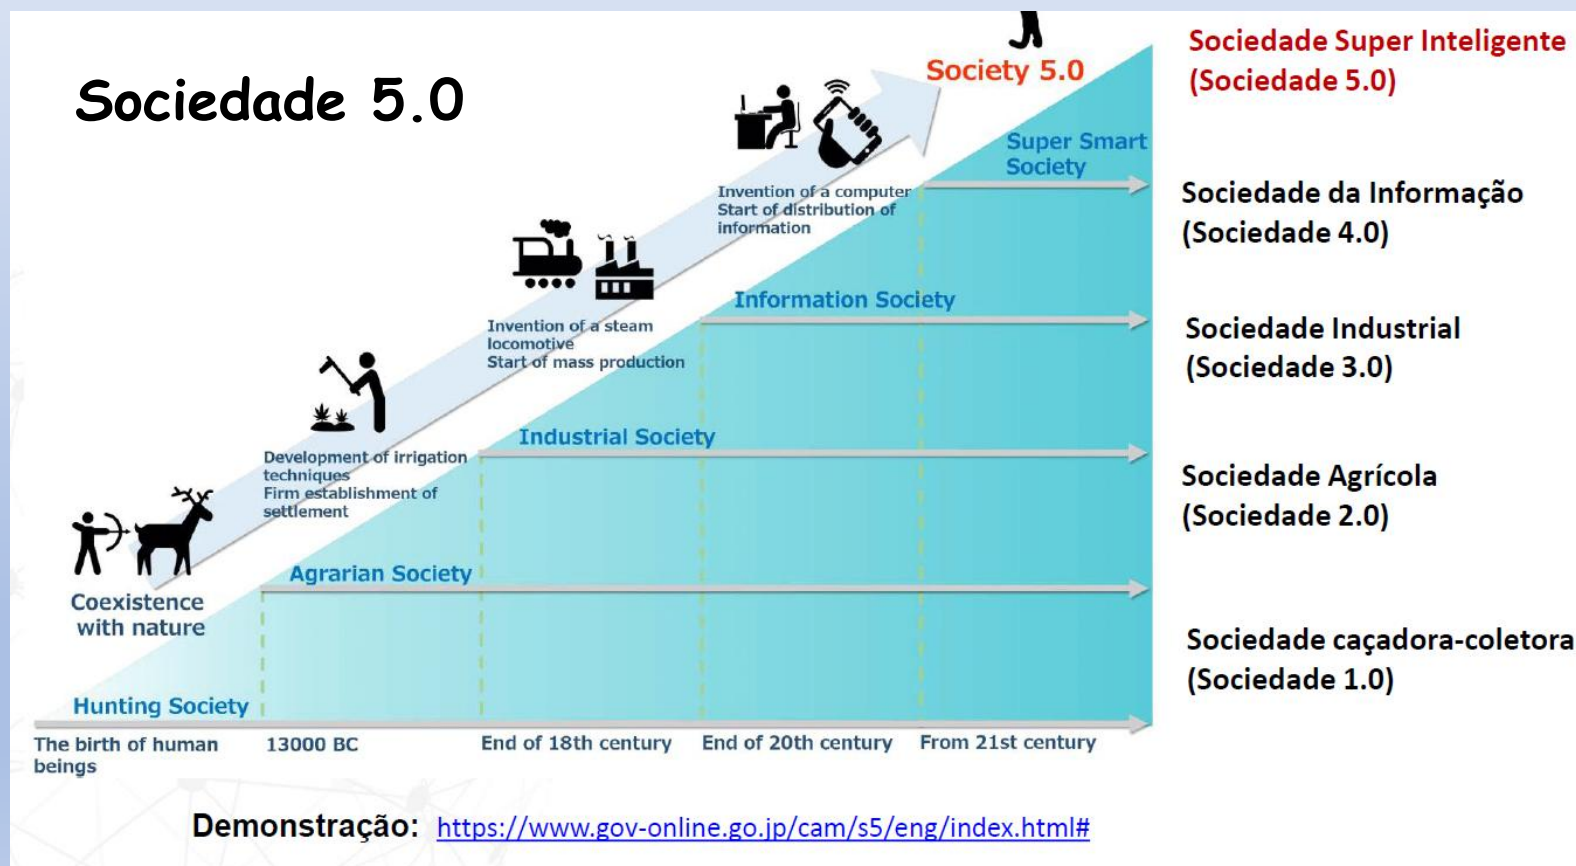 Sociedade 5.0
Society 5.0
Super Smart
Society
Invention of a computer
Start of distribution of
information
Information Society
Invention of a steam
locomotive
Start of mass production
Industrial Society
Development of irrigation
techniques
Firm establishment of
settlement
Agrarian Society
Coexistence
with nature
Hunting Society
The birth of human
beings
13000 BC
End of 18th century
End of 20th century
From 21st century
Sociedade Super Inteligente
(Sociedade 5.0)
Sociedade da Informação
(Sociedade 4.0)
Sociedade Industrial
(Sociedade 3.0)
Sociedade Agrícola
(Sociedade 2.0)
Sociedade caçadora-coletora
(Sociedade 1.0)
Demonstração: https://www.gov-online.go.jp/cam/s5/eng/index.html#